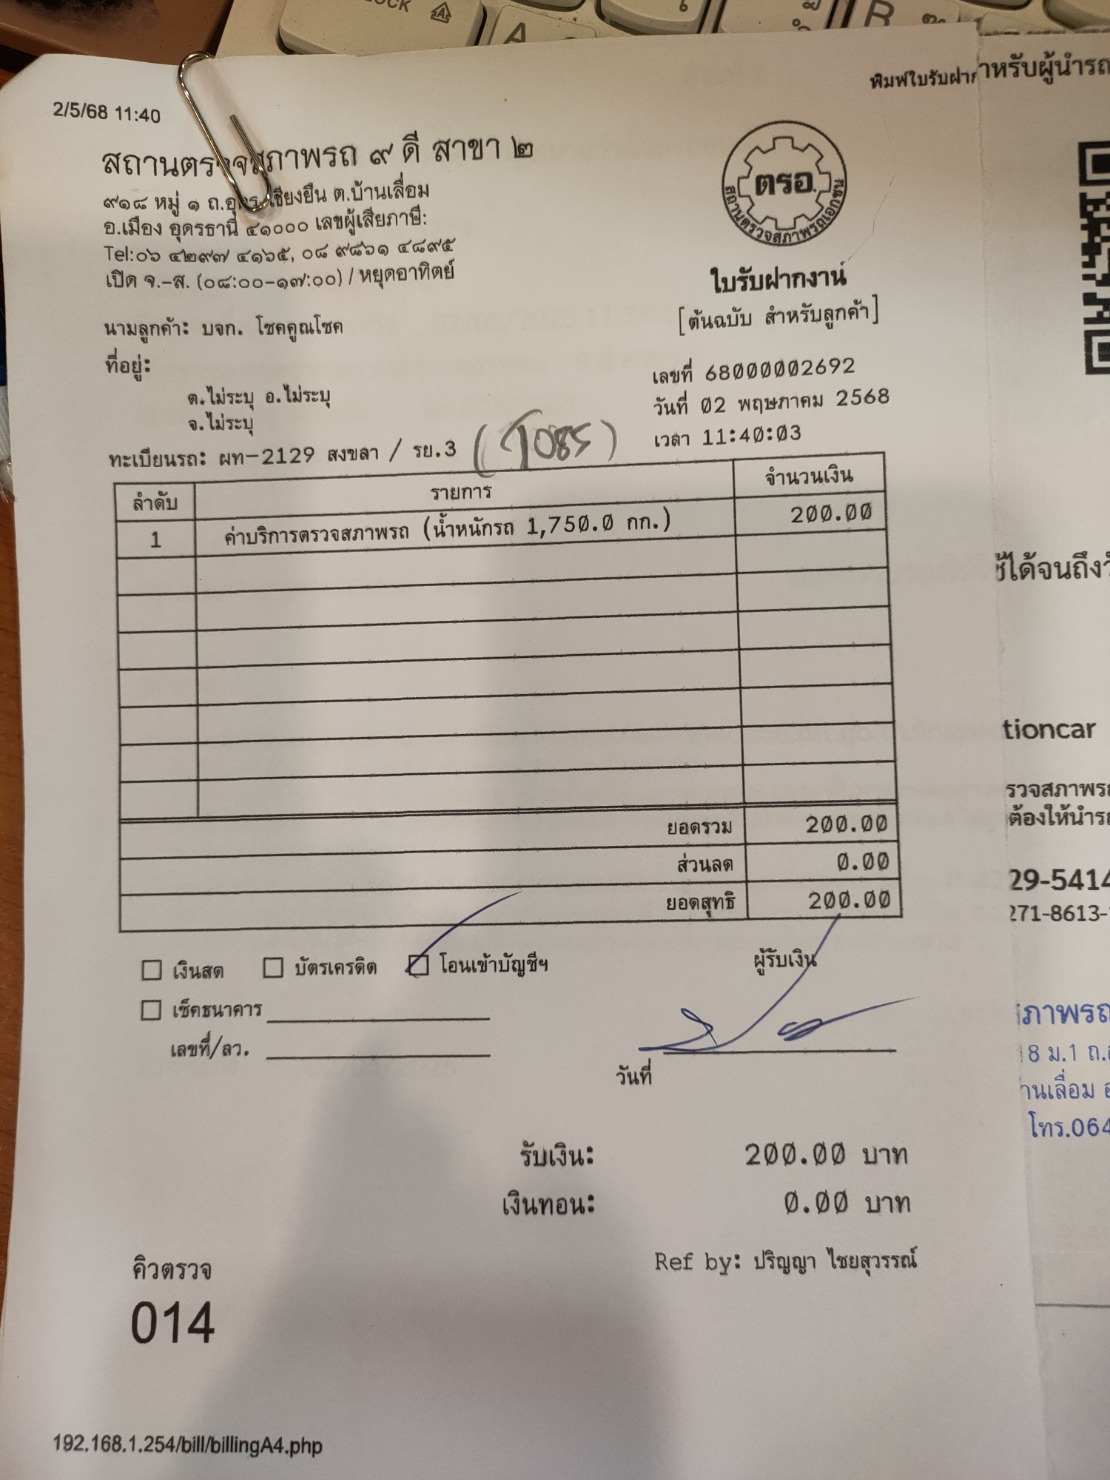 2/5/68 11:40
พิมพ์ใบรับฝาก
สถานตรวจสภาพรถ ๙ ดี สาขา ๒
๙๑๘ หมู่ ๑ ถ.อุดร-เชียงยืน ต.บ้านเลื่อม
อ.เมือง อุดรธานี ๔๑๐๐๐ เลขผู้เสียภาษี:
Tel:๐๖ ๔๒๙๗ ๔๑๖๕, ๐๘ ๙๘๖๑ ๔๘๙๕
เปิด จ.-ส. (๐๘:๐๐-๑๗:๐๐) / หยุดอาทิตย์
ตรอ.
สถานตรวจสภาพรถเอกชน
ใบรับฝากงาน
[ต้นฉบับ สำหรับลูกค้า]
นามลูกค้า: บจก. โชคคูณโชค
ที่อยู่:
ต.ไม่ระบุ อ.ไม่ระบุ
จ.ไม่ระบุ
เลขที่ 68000002692
วันที่ 02 พฤษภาคม 2568
เวลา 11:40:03
ทะเบียนรถ: ผท-2129 สงขลา / รย.3 (T085)
ลำดับ รายการ จำนวนเงิน
1 ค่าบริการตรวจสภาพรถ (น้ำหนักรถ 1,750.0 กก.) 200.00
ยอดรวม 200.00
ส่วนลด 0.00
ยอดสุทธิ 200.00
เงินสด บัตรเครดิต โอนเข้าบัญชีฯ ผู้รับเงิน
เช็คธนาคาร
เลขที่/ลว.
วันที่
รับเงิน: 200.00 บาท
เงินทอน: 0.00 บาท
Ref by: ปริญญา ไชยสุวรรณ์
คิวตรวจ
014
192.168.1.254/bill/billingA4.php
ำหรับผู้นำรถ
ช้ได้จนถึงวั
tioncar
รวจสภาพรถ
ต้องให้นำรถ
29-5414
271-8613-
สภาพรถ
18 ม.1 ถ.อ
านเลื่อม อ
โทร.064